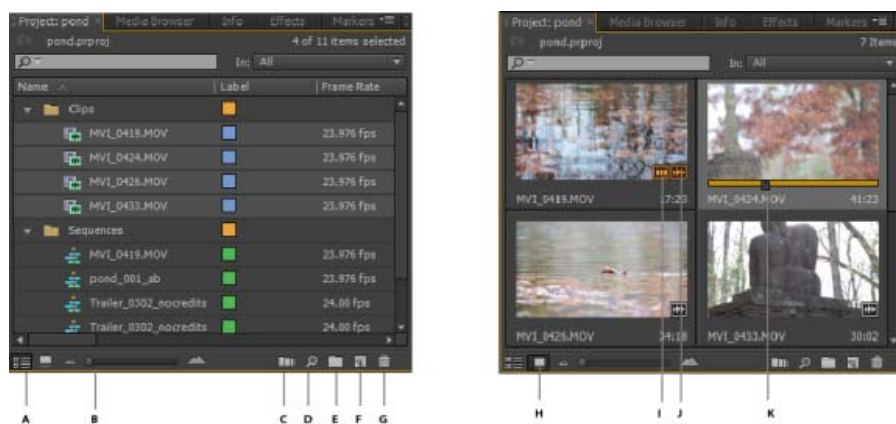 Project: pond × Media Browser Info Effects Markers
pond.prproj 4 of 11 items selected
In: All
Name Label Frame Rate
Clips
MVI_0419.MOV 23.976 fps
MVI_0424.MOV 23.976 fps
MVI_0426.MOV 23.976 fps
MVI_0433.MOV 23.976 fps
Sequences
MVI_0419.MOV 23.976 fps
pond_001_ab 23.976 fps
Trailer_0302_nocredits 24.00 fps
Trailer_0302_nocredits 24.00 fps
A B C D E F G
Project: pond × Media Browser Info Effects Markers
pond.prproj 7 Items
In: All
MVI_0419.MOV 17:23 MVI_0424.MOV 41:23
MVI_0426.MOV 34:18 MVI_0433.MOV 30:02
H I J K